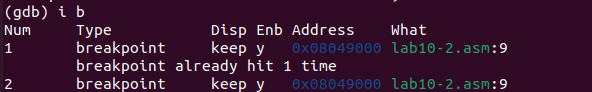 (gdb) i b
Num     Type           Disp Enb Address    What
1       breakpoint     keep y   0x08049000 lab10-2.asm:9
        breakpoint already hit 1 time
2       breakpoint     keep y   0x08049000 lab10-2.asm:9